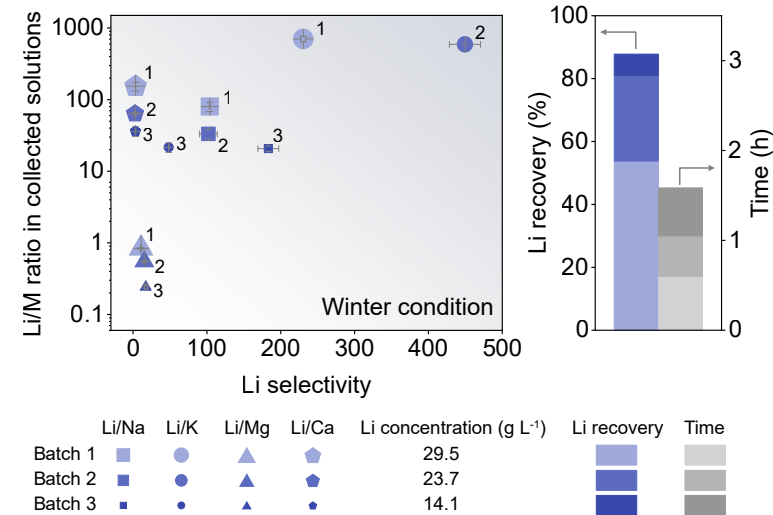 Li/M ratio in collected solutions
1000
100
10
1
0.1
1
2
3
1
2
3
1
2
3
1
2
3
Winter condition
0 100 200 300 400 500
Li selectivity
Li recovery (%)
100
80
60
40
20
0
3
2
1
0
Time (h)
Li/Na Li/K Li/Mg Li/Ca Li concentration (g L⁻¹) Li recovery Time
Batch 1 29.5
Batch 2 23.7
Batch 3 14.1